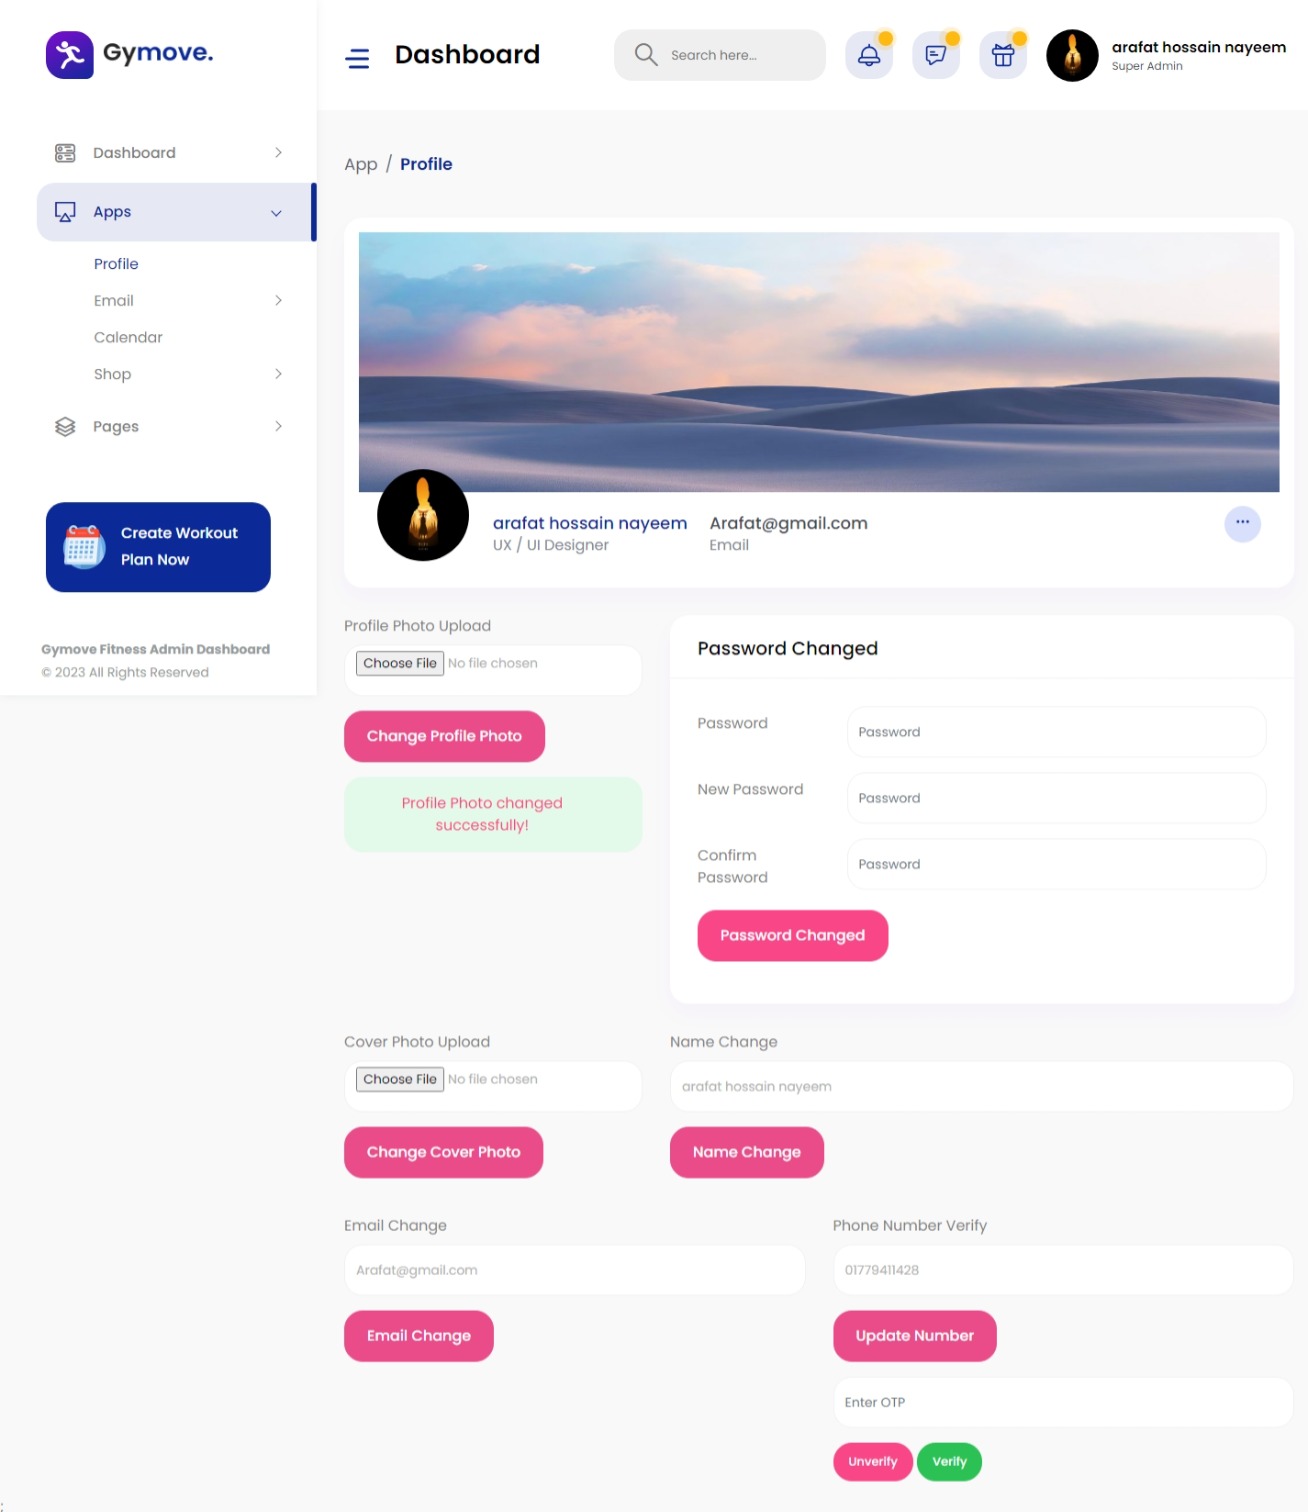 Gymove.
Dashboard
Search here...
arafat hossain nayeem
Super Admin
Dashboard
Apps
Profile
Email
Calendar
Shop
Pages
Create Workout
Plan Now
Gymove Fitness Admin Dashboard
© 2023 All Rights Reserved
App / Profile
arafat hossain nayeem
UX / UI Designer
Arafat@gmail.com
Email
...
Profile Photo Upload
Choose File No file chosen
Change Profile Photo
Profile Photo changed
successfully!
Password Changed
Password
Password
New Password
Password
Confirm
Password
Password
Password Changed
Cover Photo Upload
Choose File No file chosen
Change Cover Photo
Name Change
arafat hossain nayeem
Name Change
Email Change
Arafat@gmail.com
Email Change
Phone Number Verify
01779411428
Update Number
Enter OTP
Unverify Verify
;